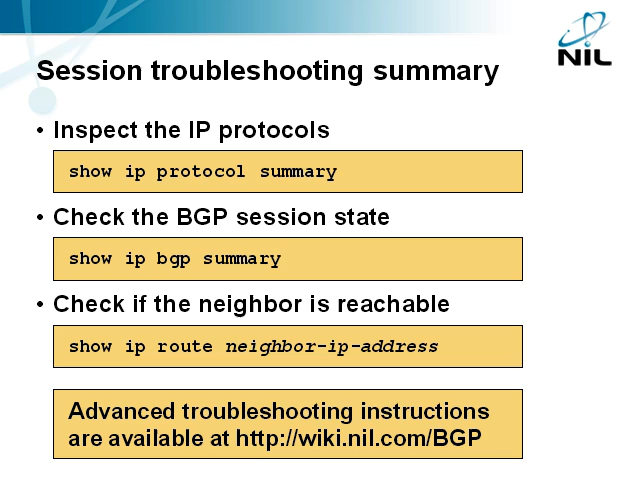 NIL
Session troubleshooting summary
• Inspect the IP protocols
show ip protocol summary
• Check the BGP session state
show ip bgp summary
• Check if the neighbor is reachable
show ip route neighbor-ip-address
Advanced troubleshooting instructions
are available at http://wiki.nil.com/BGP